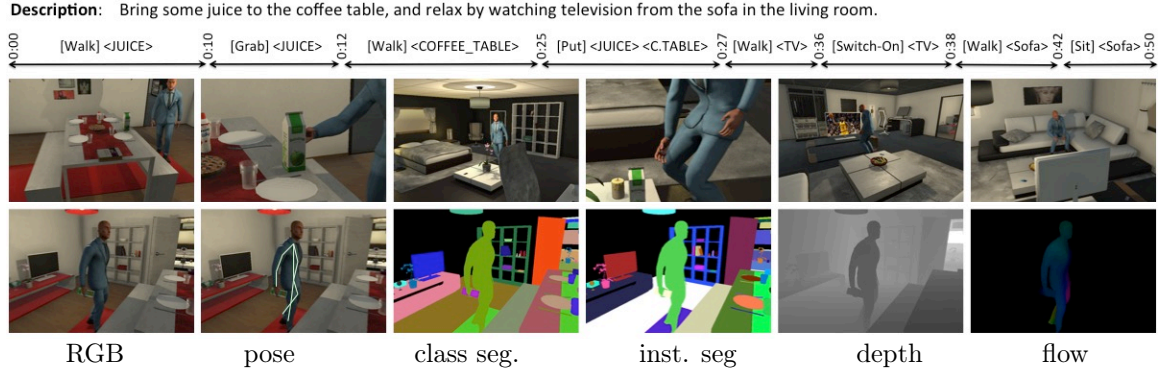 Description: Bring some juice to the coffee table, and relax by watching television from the sofa in the living room.
0:00 [Walk] <JUICE> 0:10 [Grab] <JUICE> 0:12 [Walk] <COFFEE_TABLE> 0:25 [Put] <JUICE> <C.TABLE> 0:27 [Walk] <TV> 0:36 [Switch-On] <TV> 0:38 [Walk] <Sofa> 0:42 [Sit] <Sofa> 0:50
RGB pose class seg. inst. seg depth flow